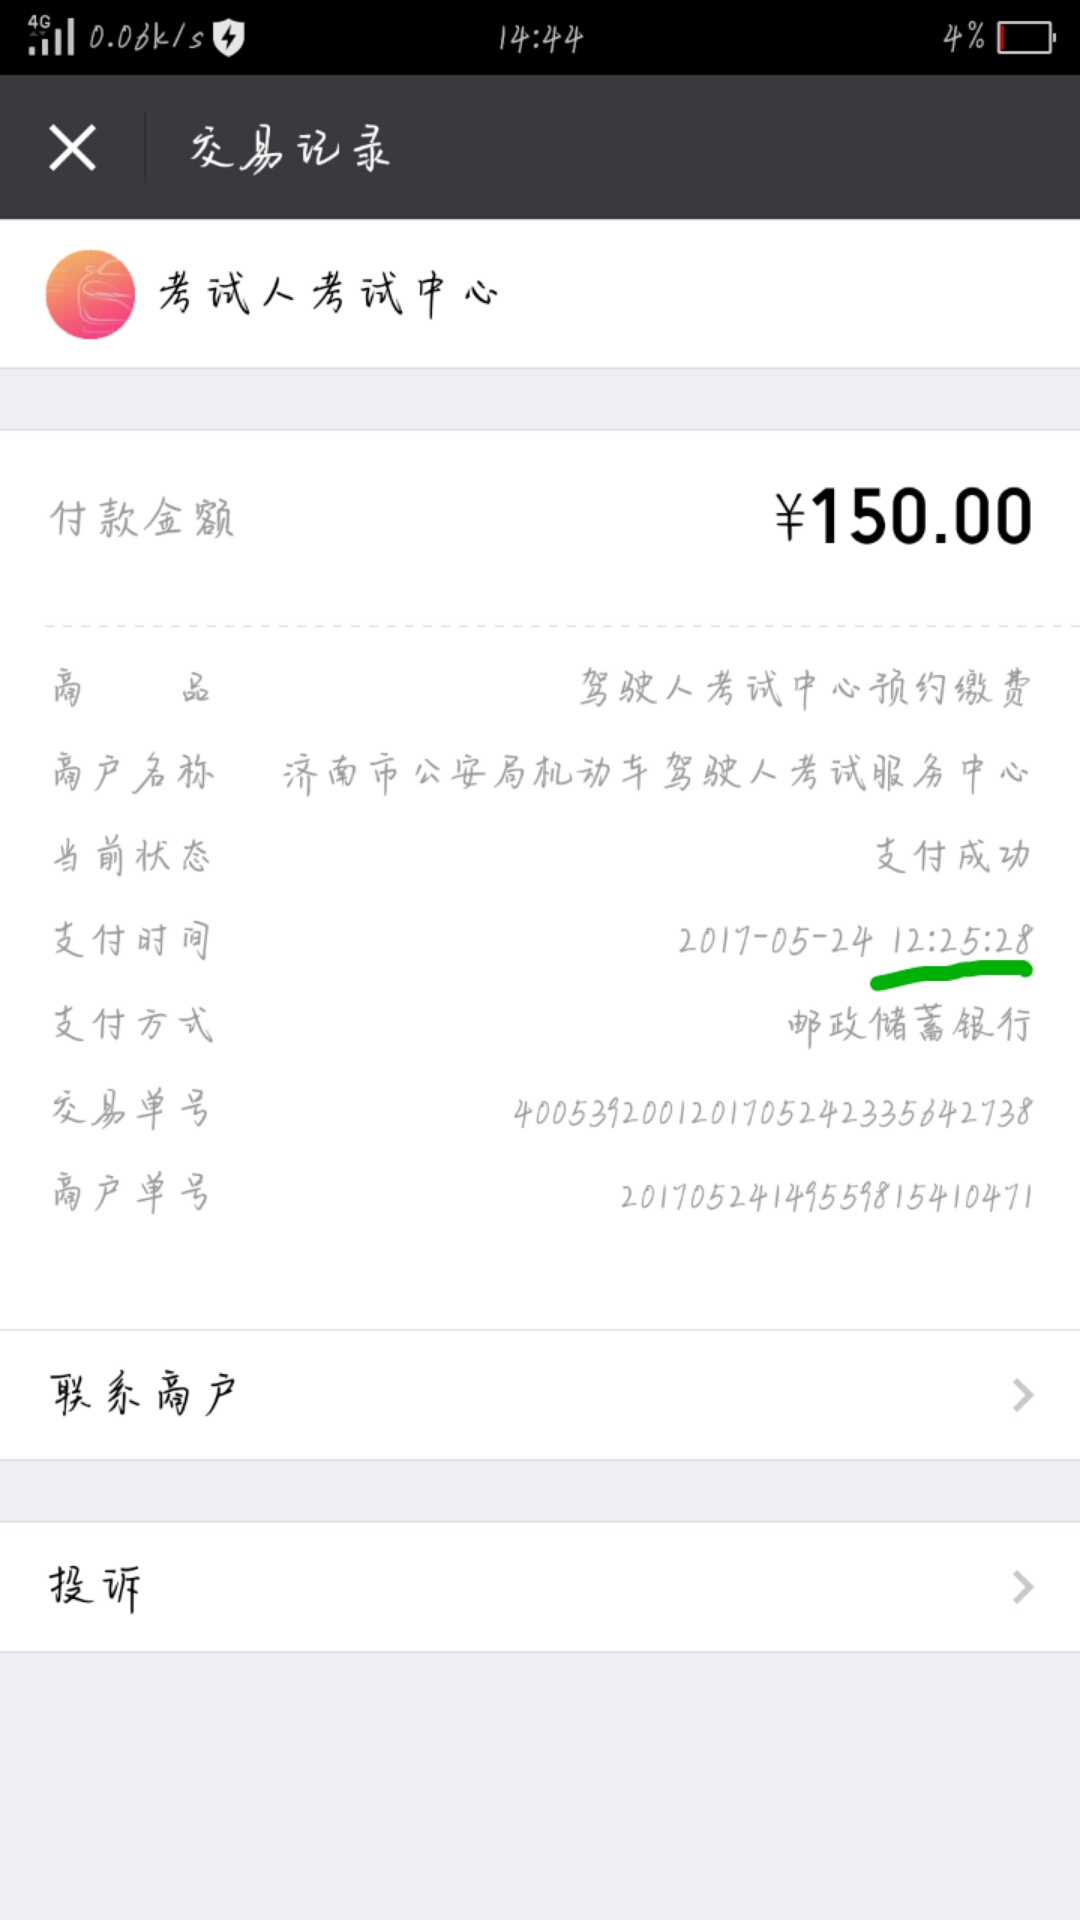 4G 0.06k/s 14:44 4%
交易记录
考试人考试中心
付款金额 ¥150.00
商品 驾驶人考试中心预约缴费
商户名称 济南市公安局机动车驾驶人考试服务中心
当前状态 支付成功
支付时间 2017-05-24 12:25:28
支付方式 邮政储蓄银行
交易单号 4005392001201705242335642738
商户单号 20170524149559815410471
联系商户
投诉